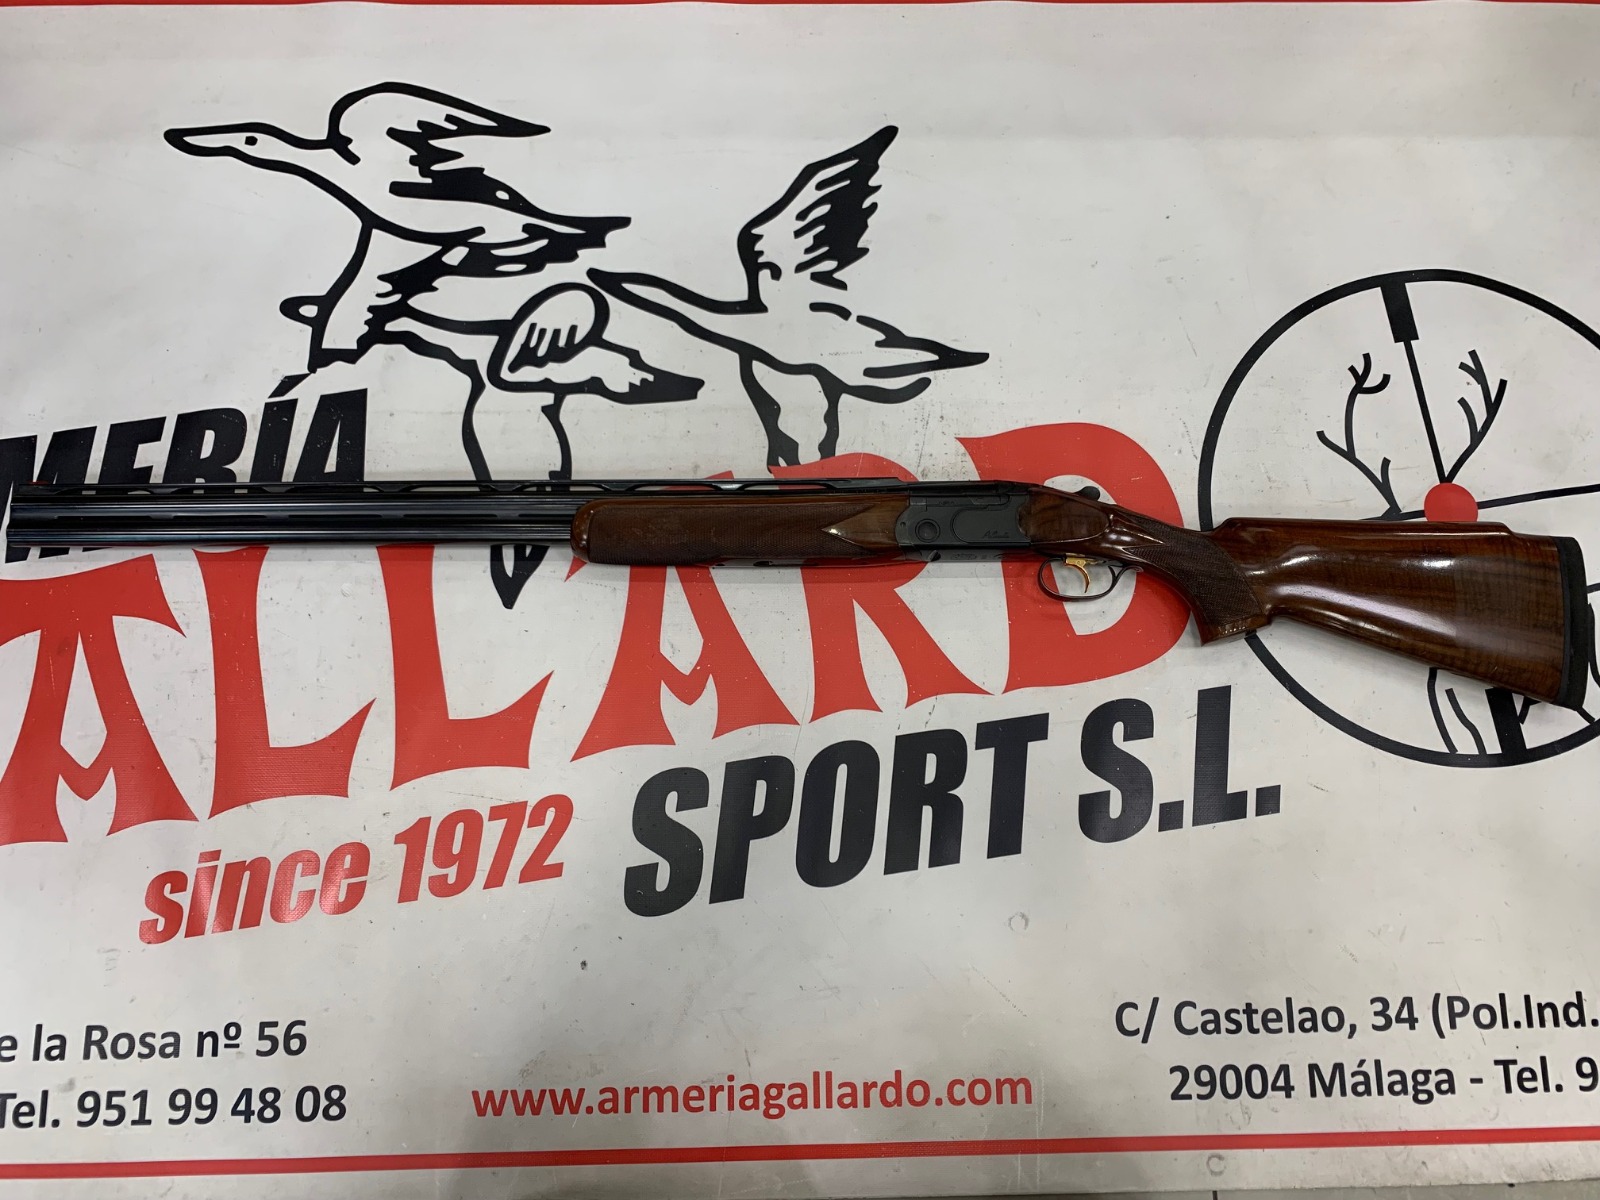 MERÍA
GALLARDO
since 1972 SPORT S.L.
e la Rosa nº 56
Tel. 951 99 48 08
www.armeriagallardo.com
C/ Castelao, 34 (Pol.Ind.
29004 Málaga - Tel. 9